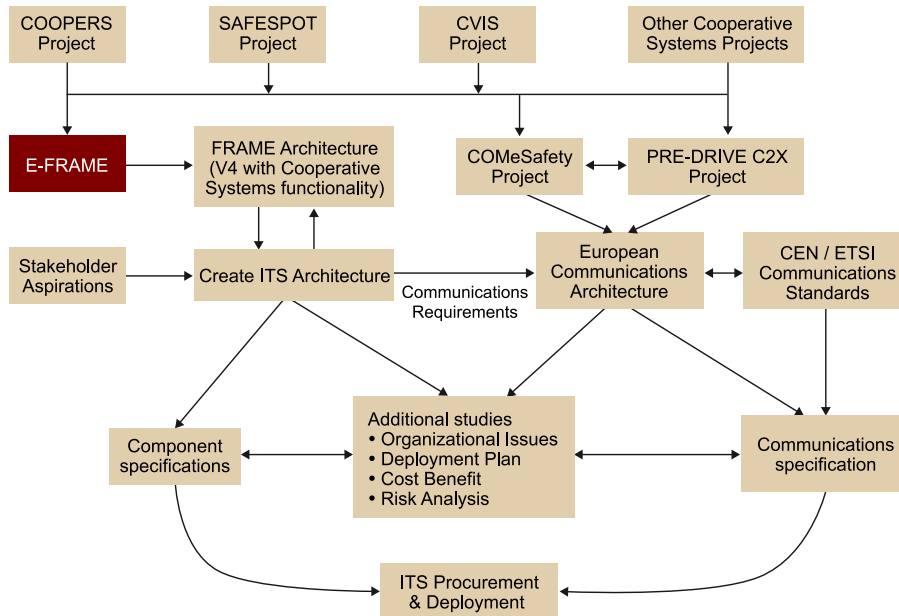 COOPERS
Project
SAFESPOT
Project
CVIS
Project
Other Cooperative
Systems Projects
E-FRAME
FRAME Architecture
(V4 with Cooperative
Systems functionality)
COMeSafety
Project
PRE-DRIVE C2X
Project
Stakeholder
Aspirations
Create ITS Architecture
Communications
Requirements
European
Communications
Architecture
CEN / ETSI
Communications
Standards
Component
specifications
Additional studies
• Organizational Issues
• Deployment Plan
• Cost Benefit
• Risk Analysis
Communications
specification
ITS Procurement
& Deployment